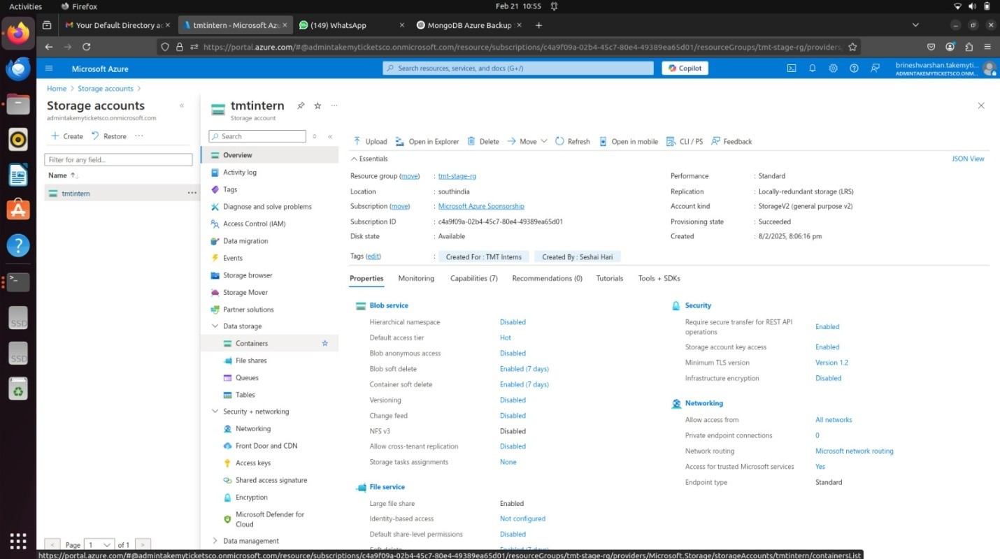 Activities Firefox Feb 21 10:55
Your Default Directory a tmtintern - Microsoft Az (149) WhatsApp MongoDB Azure Backup
https://portal.azure.com/#@admintakemyticketsco.onmicrosoft.com/resource/subscriptions/c4a9f09a-02b4-45c7-80e4-49389ea65d01/resourceGroups/tmt-stage-rg/providers
Microsoft Azure Search resources, services, and docs (G+/) Copilot brineshvarshan.takemyti...
ADMINTAKEMYTICKETSCO.ONM...
Home > Storage accounts >
Storage accounts
admintakemyticketsco.onmicrosoft.com
Create Restore ...
Filter for any field...
Name ↑
tmtintern ...
Page 1 of 1
tmtintern ...
Storage account
Search
Overview
Activity log
Tags
Diagnose and solve problems
Access Control (IAM)
Data migration
Events
Storage browser
Storage Mover
Partner solutions
Data storage
Containers
File shares
Queues
Tables
Security + networking
Networking
Front Door and CDN
Access keys
Shared access signature
Encryption
Microsoft Defender for
Cloud
Data management
Upload Open in Explorer Delete Move Refresh Open in mobile CLI / PS Feedback
Essentials JSON View
Resource group (move) : tmt-stage-rg
Location : southindia
Subscription (move) : Microsoft Azure Sponsorship
Subscription ID : c4a9f09a-02b4-45c7-80e4-49389ea65d01
Disk state : Available
Performance : Standard
Replication : Locally-redundant storage (LRS)
Account kind : StorageV2 (general purpose v2)
Provisioning state : Succeeded
Created : 8/2/2025, 8:06:16 pm
Tags (edit) : Created For : TMT Interns Created By : Seshai Hari
Properties Monitoring Capabilities (7) Recommendations (0) Tutorials Tools + SDKs
Blob service
Hierarchical namespace Disabled
Default access tier Hot
Blob anonymous access Disabled
Blob soft delete Enabled (7 days)
Container soft delete Enabled (7 days)
Versioning Disabled
Change feed Disabled
NFS v3 Disabled
Allow cross-tenant replication Disabled
Storage tasks assignments None
File service
Large file share Enabled
Identity-based access Not configured
Default share-level permissions Disabled
Soft delete Enabled (7 days)
Security
Require secure transfer for REST API
operations Enabled
Storage account key access Enabled
Minimum TLS version Version 1.2
Infrastructure encryption Disabled
Networking
Allow access from All networks
Private endpoint connections 0
Network routing Microsoft network routing
Access for trusted Microsoft services Yes
Endpoint type Standard
SSD
SSD
https://portal.azure.com/#@admintakemyticketsco.onmicrosoft.com/resource/subscriptions/c4a9f09a-02b4-45c7-80e4-49389ea65d01/resourceGroups/tmt-stage-rg/providers/Microsoft.Storage/storageAccounts/tmtintern/containersList